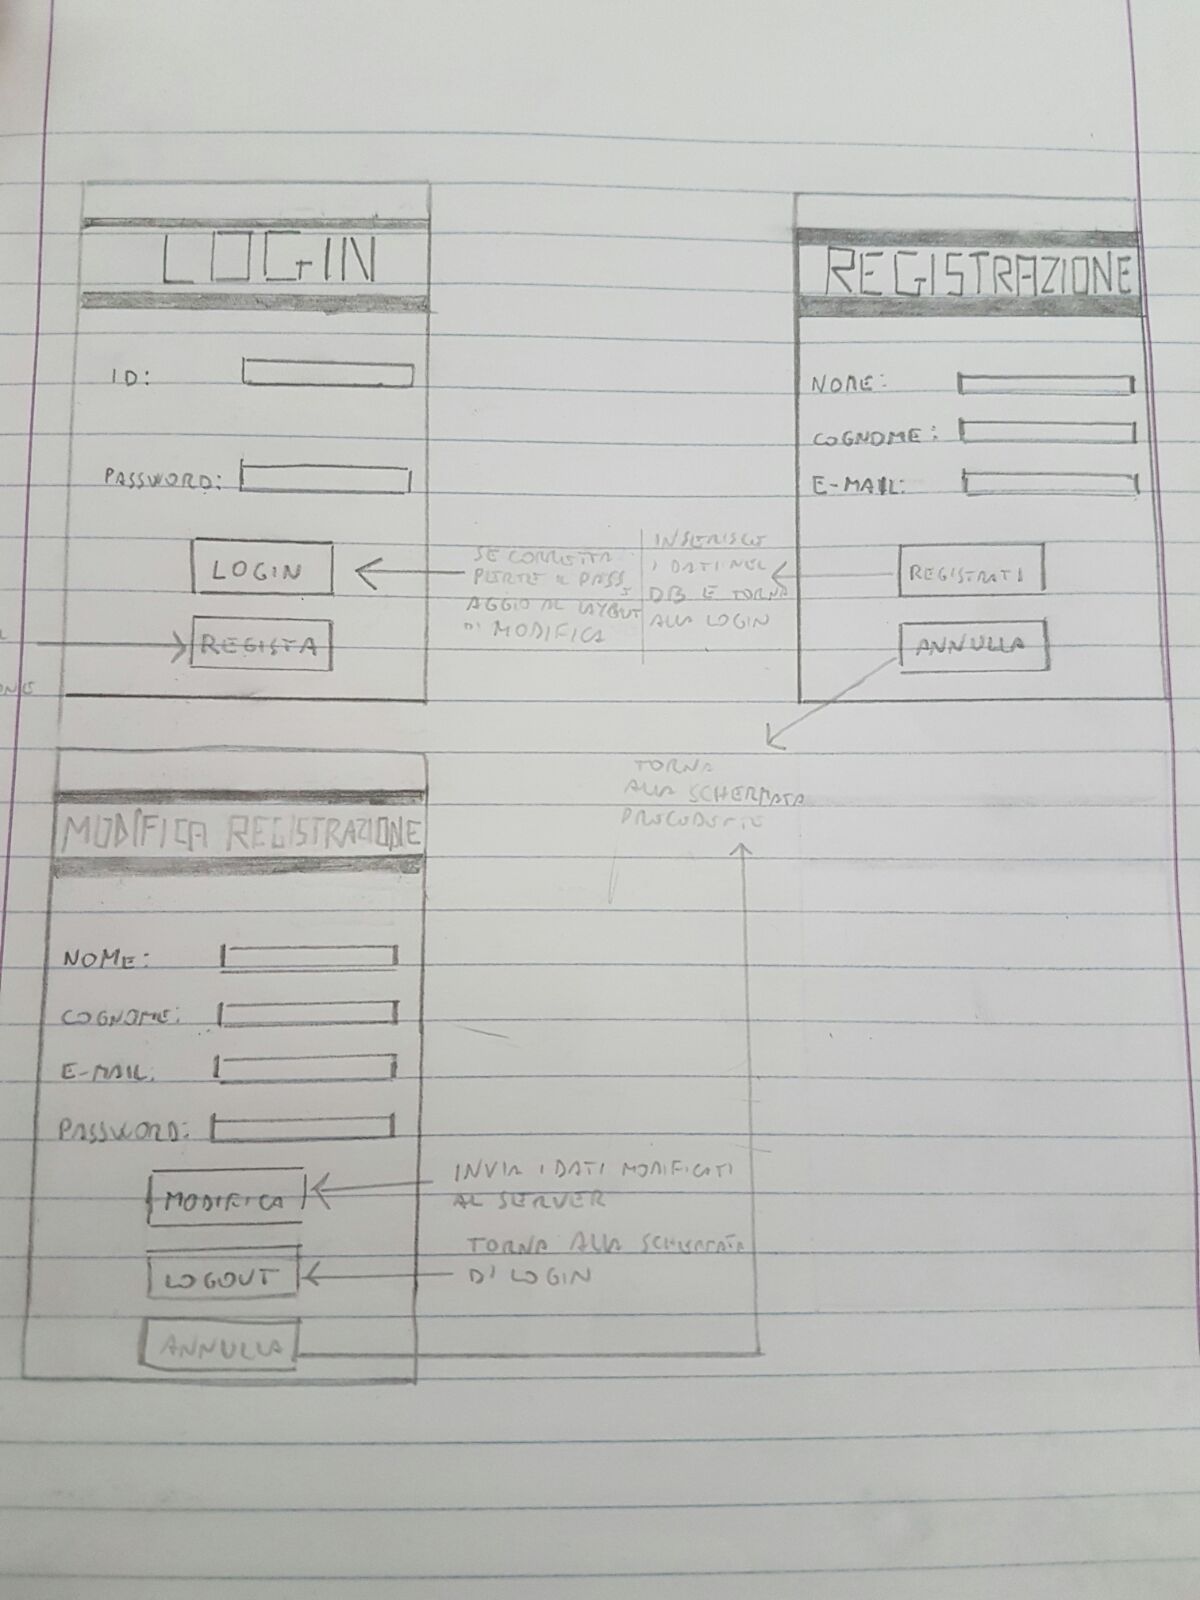 LOGIN
ID:
PASSWORD:
LOGIN
REGISTA
SE CORRETTA
IL PASS
AGGIO AL LAYOUT
DI MODIFICA
INSERISCE
I DATI NEL
DB E TORNA
ALLA LOGIN
REGISTRAZIONE
NOME:
COGNOME:
E-MAIL:
REGISTRATI
ANNULLA
TORNA
ALLA SCHERMATA
MODIFICA REGISTRAZIONE
NOME:
COGNOME:
E-MAIL:
PASSWORD:
MODIFICA
INVIA I DATI MODIFICATI
AL SERVER
LOGOUT
TORNA ALLA SCHERMATA
DI LOGIN
ANNULLA